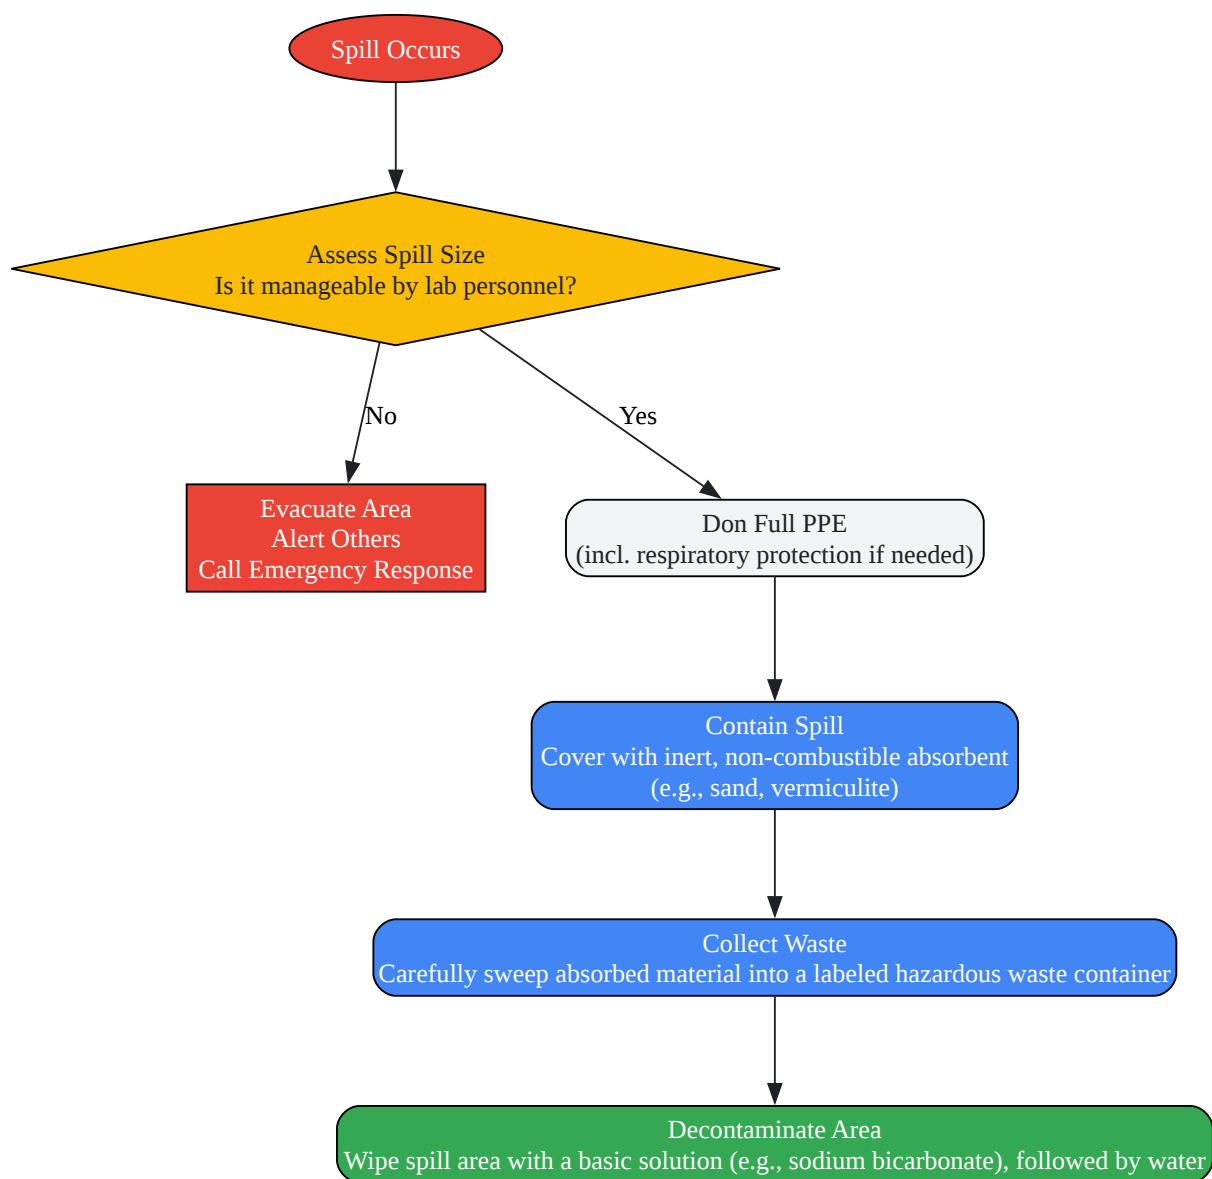 Spill Occurs
Assess Spill Size
Is it manageable by lab personnel?
No
Yes
Evacuate Area
Alert Others
Call Emergency Response
Don Full PPE
(incl. respiratory protection if needed)
Contain Spill
Cover with inert, non-combustible absorbent
(e.g., sand, vermiculite)
Collect Waste
Carefully sweep absorbed material into a labeled hazardous waste container
Decontaminate Area
Wipe spill area with a basic solution (e.g., sodium bicarbonate), followed by water